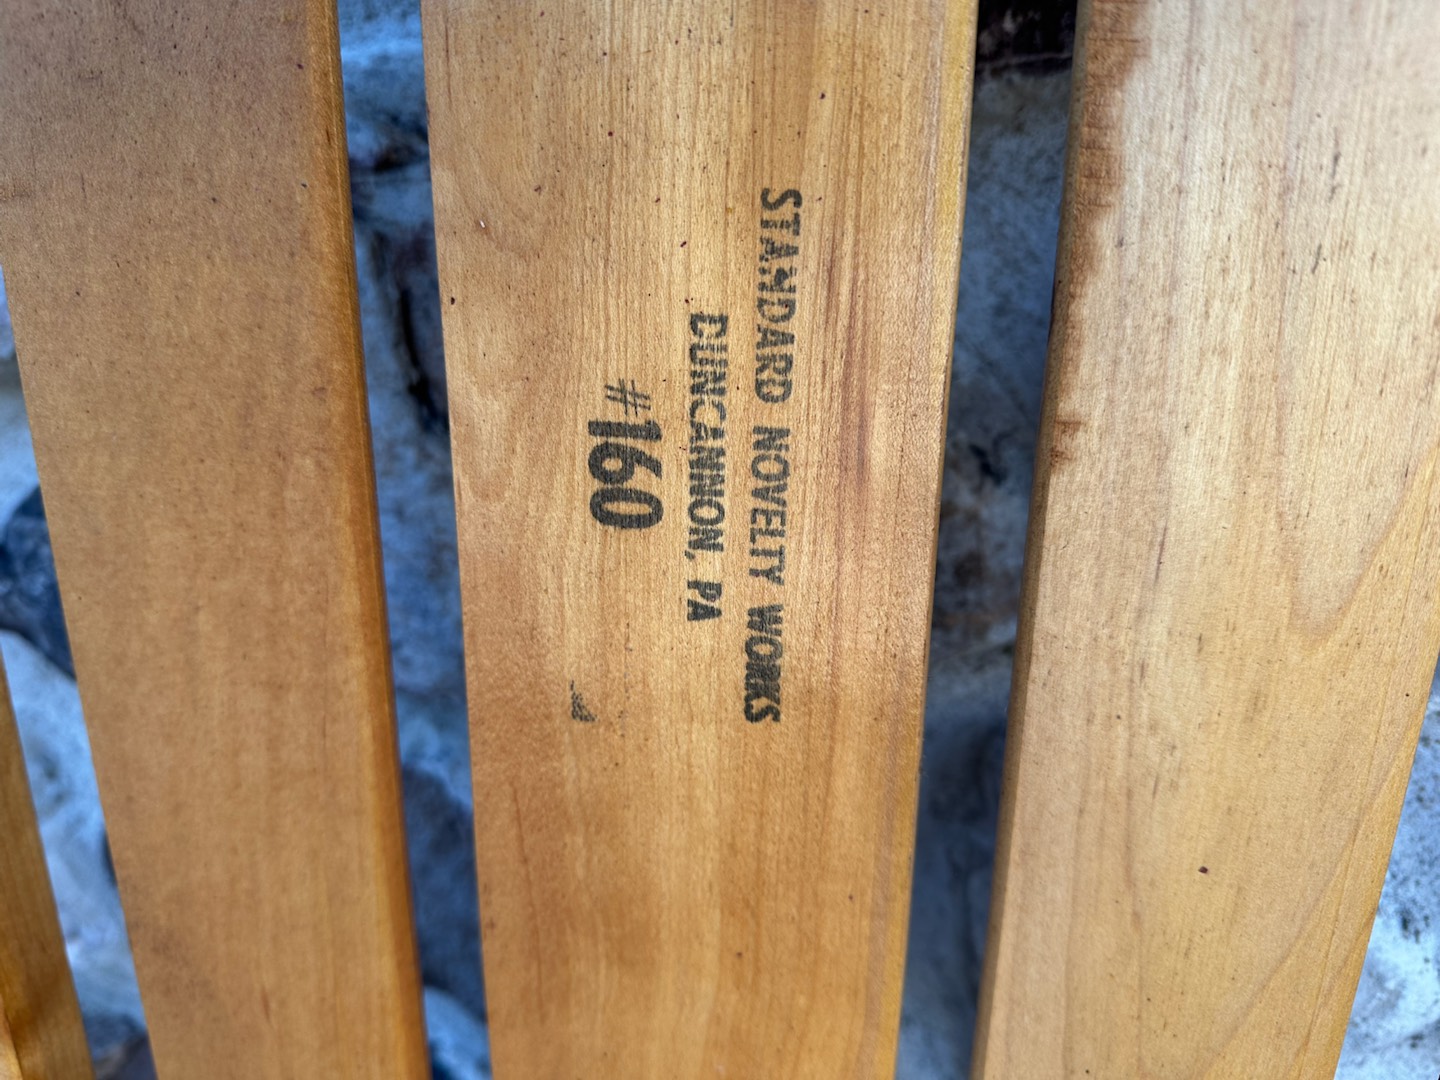 STANDARD NOVELTY WORKS
DUNCANNON, PA
#160